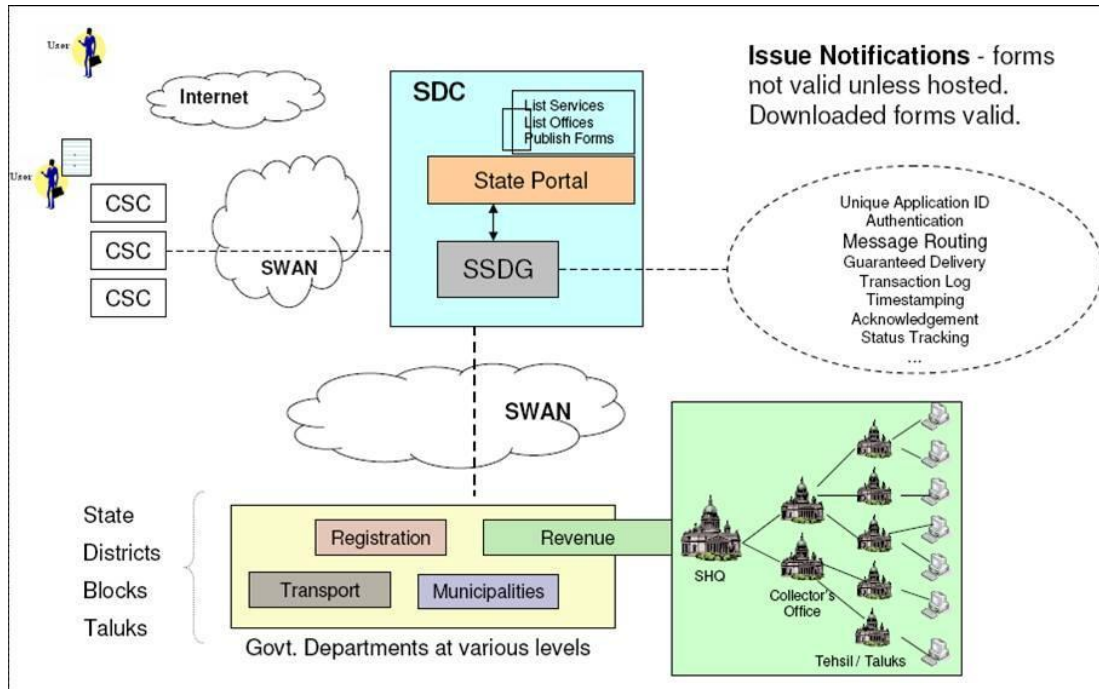 User
Internet
SDC
List Services
List Offices
Publish Forms
Issue Notifications - forms
not valid unless hosted.
Downloaded forms valid.
User
CSC
CSC
CSC
SWAN
State Portal
SSDG
Unique Application ID
Authentication
Message Routing
Guaranteed Delivery
Transaction Log
Timestamping
Acknowledgement
Status Tracking
...
SWAN
State
Districts
Blocks
Taluks
Registration
Revenue
Transport
Municipalities
Govt. Departments at various levels
SHQ
Collector's
Office
Tehsil / Taluks